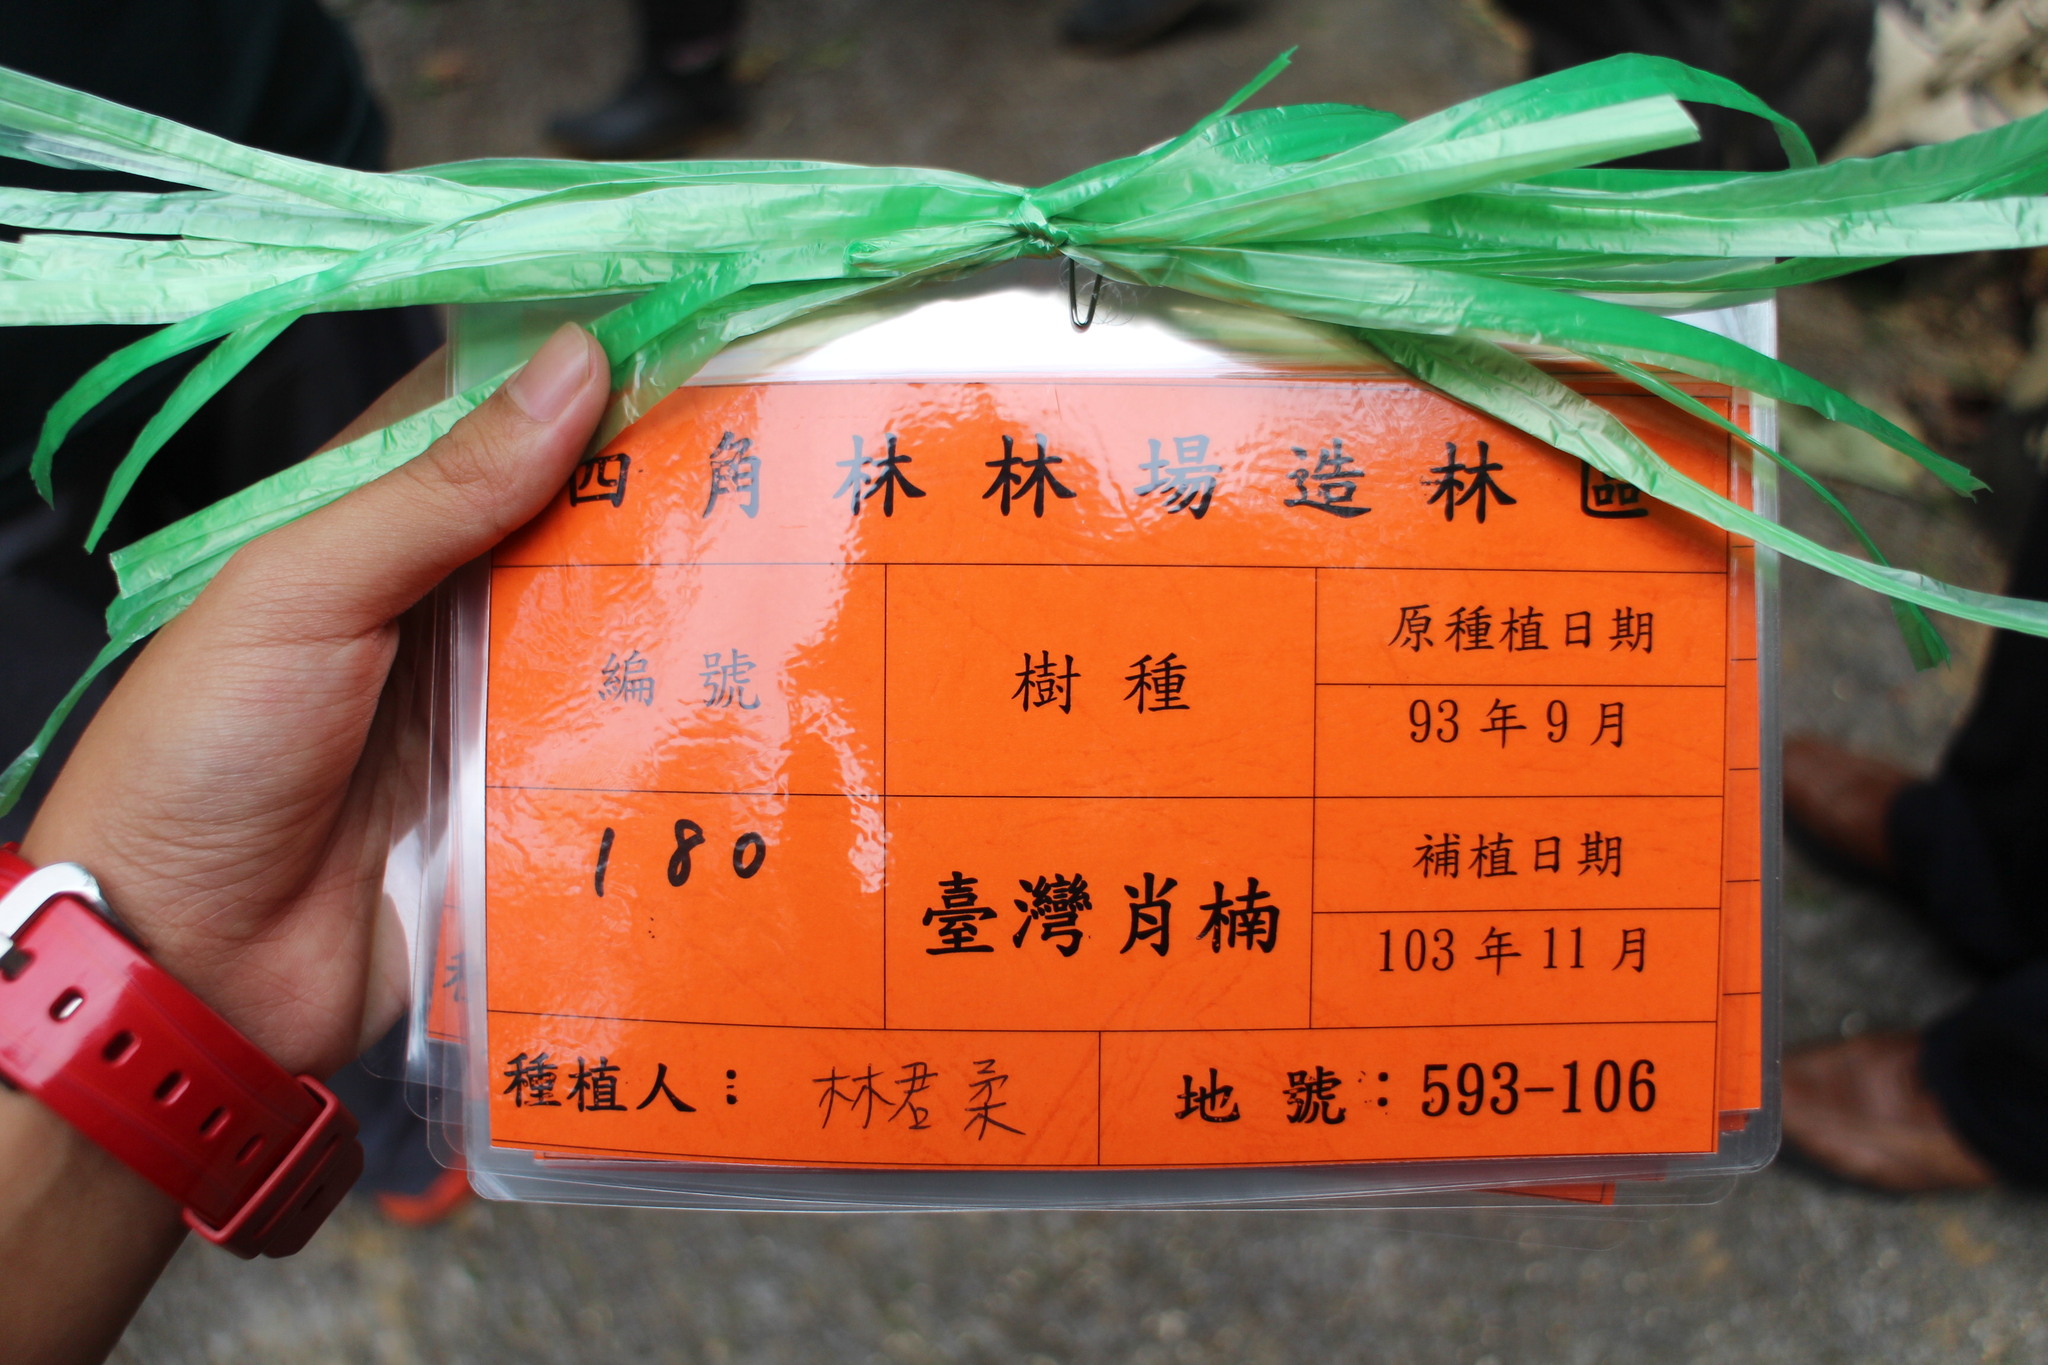 四角林林場造林區
編號
樹種
原種植日期
93年9月
180
臺灣肖楠
補植日期
103年11月
種植人：林君柔
地號：593-106